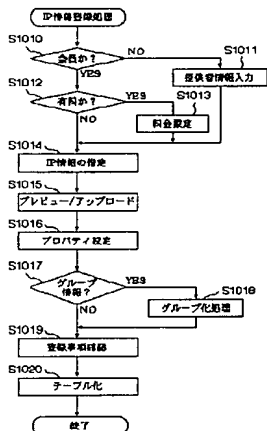 IP情報登録処理
S1010
会員か?
NO
YES
S1011
提供者情報入力
S1012
有料か?
YES
NO
S1013
料金設定
S1014
IP情報の指定
S1015
プレビュー/アップロード
S1016
プロパティ設定
S1017
グループ情報?
YES
NO
S1018
グループ化処理
S1019
登録事項確認
S1020
テーブル化
終了